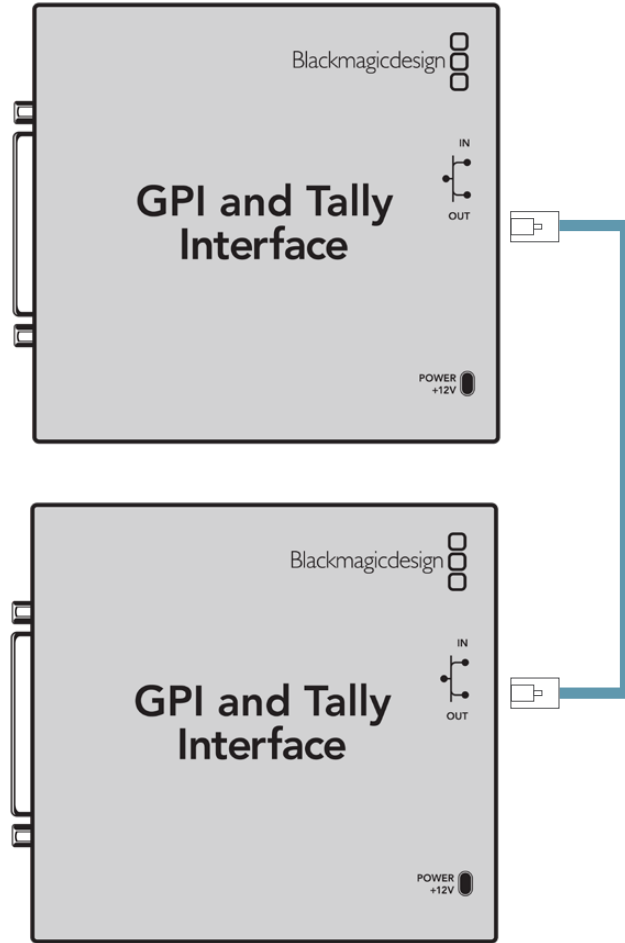 Blackmagicdesign
IN
GPI and Tally
Interface
OUT
POWER
+12V
Blackmagicdesign
IN
GPI and Tally
Interface
OUT
POWER
+12V